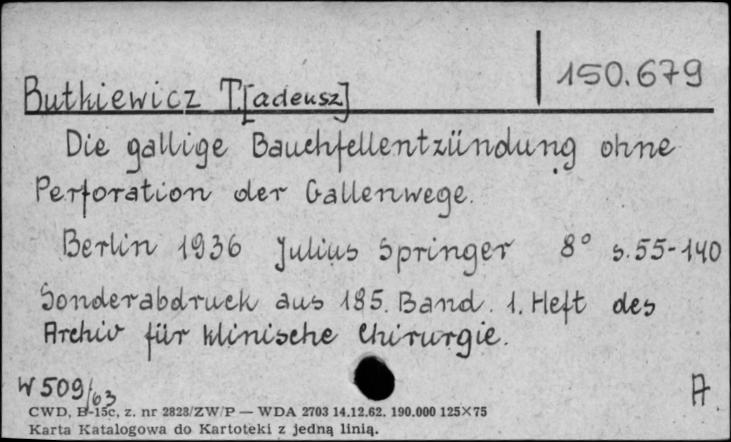 150.679
Butkiewicz T.[adeusz]
Die gallige Bauchfellentzündung ohne
Perforation der Gallenwege.
Berlin 1936 Julius Springer 8° s.55-140
Sonderabdruck aus 185. Band. 1. Heft des
Archiv für klinische Chirurgie.
W 509/63
A
CWD, B-15c, z. nr 2828/ZW/P — WDA 2703 14.12.62. 190.000 125×75
Karta Katalogowa do Kartoteki z jedną linią.